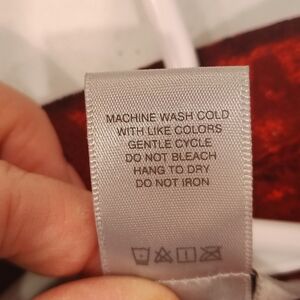 MACHINE WASH COLD
WITH LIKE COLORS
GENTLE CYCLE
DO NOT BLEACH
HANG TO DRY
DO NOT IRON